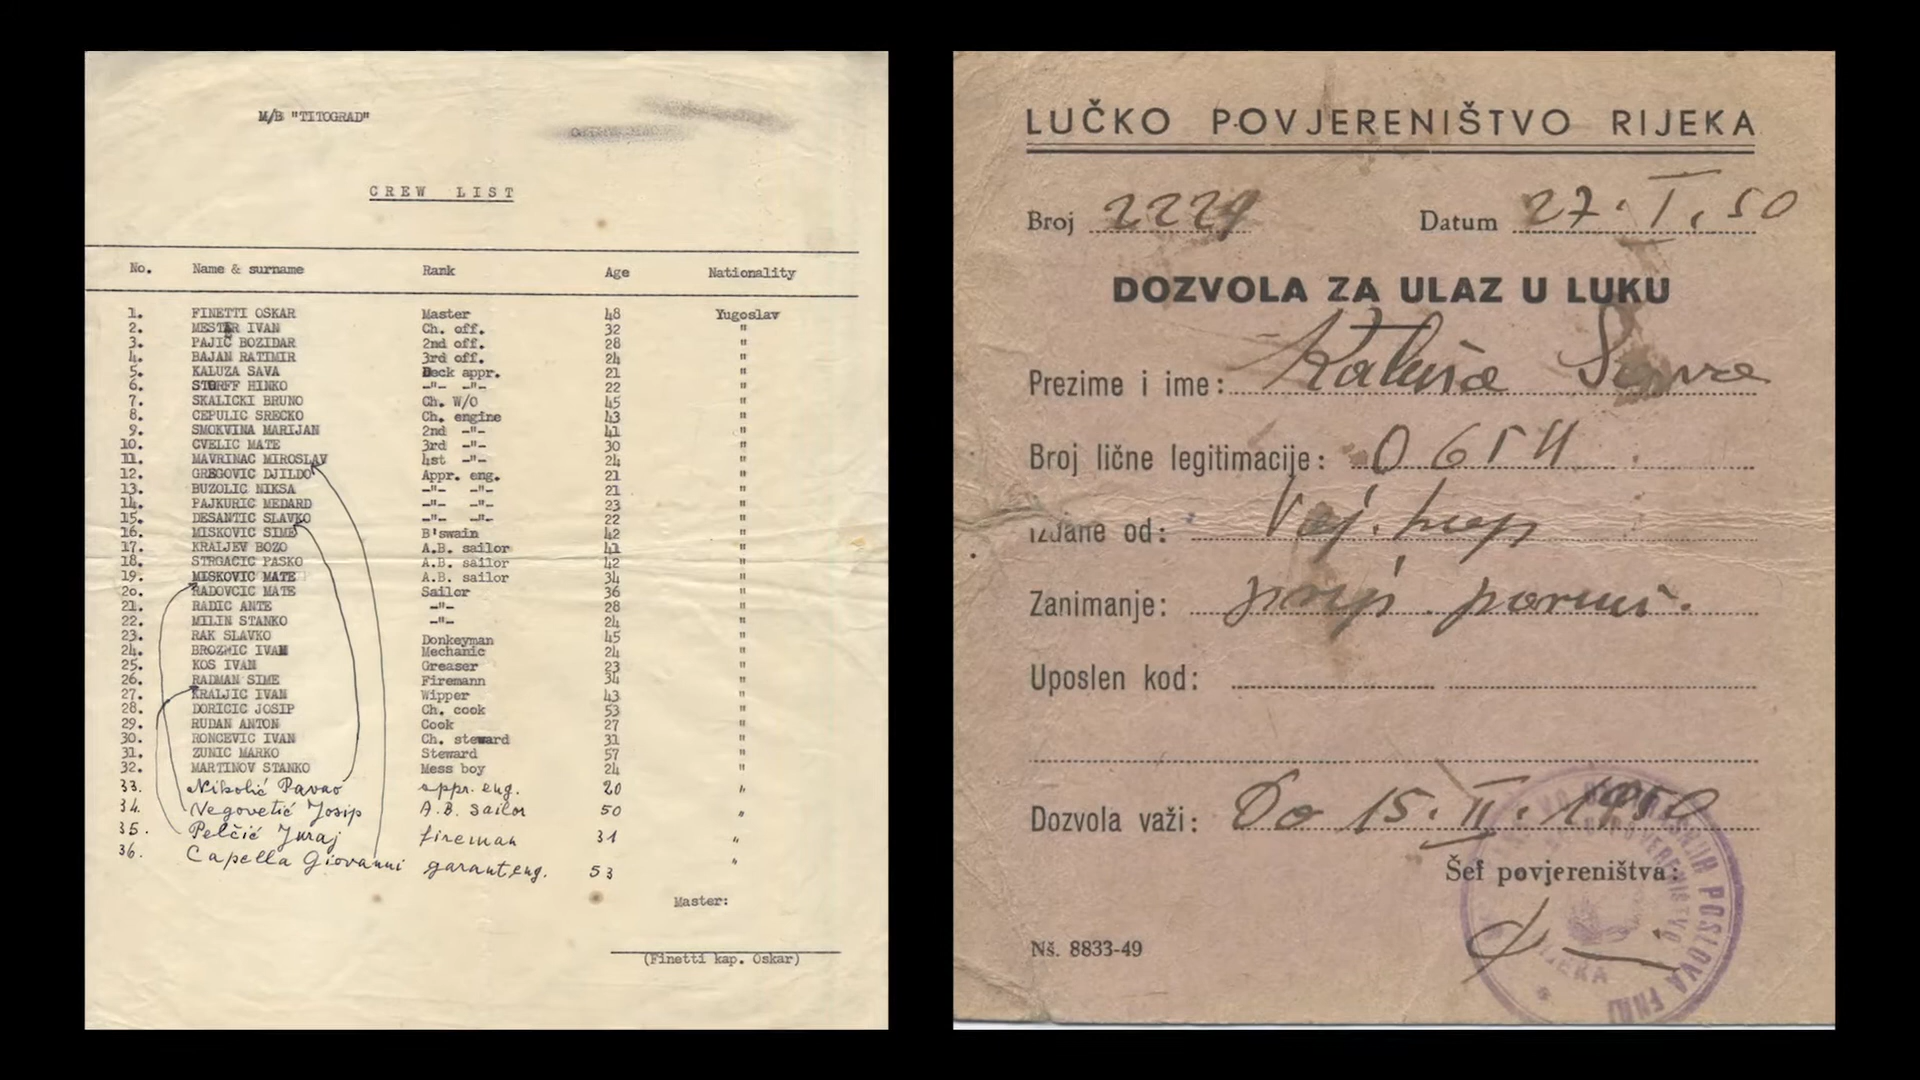 M/B "TITOGRAD"
CREW LIST
No. Name & surname Rank Age Nationality
1. FINETTI OSKAR Master 48 Yugoslav
2. MESTER IVAN Ch. off. 32 "
3. PAJIĆ BOZIDAR 2nd off. 28 "
4. BAJAN RATIMIR 3rd off. 24 "
5. KALUZA SAVA Deck appr. 21 "
6. STORFF HINKO -"- -"- 22 "
7. SKALICKI BRUNO Ch. W/O 45 "
8. CEPULIC SRECKO Ch. engine 43 "
9. SMOKVINA MARIJAN 2nd -"- 41 "
10. CVELIC MATE 3rd -"- 30 "
11. MAVRINAC MIROSLAV 4st -"- 24 "
12. GREGOVIC DJILDO Appr. eng. 21 "
13. BUZOLIC NIKSA -"- -"- 21 "
14. PAJKURIC MEDARD -"- -"- 23 "
15. DESANTIC SLAVKO -"- -"- 22 "
16. MISKOVIC SIME B'swain 42 "
17. KRALJEV BOZO A.B. sailor 41 "
18. STRGACIC PASKO A.B. sailor 42 "
19. MISKOVIC MATE A.B. sailor 34 "
20. RADOVCIC MATE Sailor 36 "
21. RADIC ANTE -"- 28 "
22. MILIN STANKO -"- 24 "
23. RAK SLAVKO Donkeyman 45 "
24. BROZNIC IVAN Mechanic 24 "
25. KOS IVAN Greaser 23 "
26. RADMAN SIME Firemann 34 "
27. KRALJIC IVAN Wipper 43 "
28. DORICIC JOSIP Ch. cook 53 "
29. RUDAN ANTON Cook 27 "
30. RONCEVIC IVAN Ch. steward 31 "
31. ZUNIC MARKO Steward 57 "
32. MARTINOV STANKO Mess boy 24 "
33. Nikolić Pavao appr. eng. 20 "
34. Negovetić Josip A.B. sailor 50 "
35. Pelčić Juraj fireman 31 "
36. Capella Giovanni garant eng. 53 "
Master:
(Finetti kap. Oskar)
LUČKO POVJERENIŠTVO RIJEKA
Broj 2221 Datum 27. I. 50
DOZVOLA ZA ULAZ U LUKU
Prezime i ime: Kaluža Sava
Broj lične legitimacije:
Izdane od:
Zanimanje:
Uposlen kod:
Dozvola važi: Do 15. II. 1950
Šef povjereništva:
Nš. 8833-49
POSLOVA FNRJ
RIJEKA